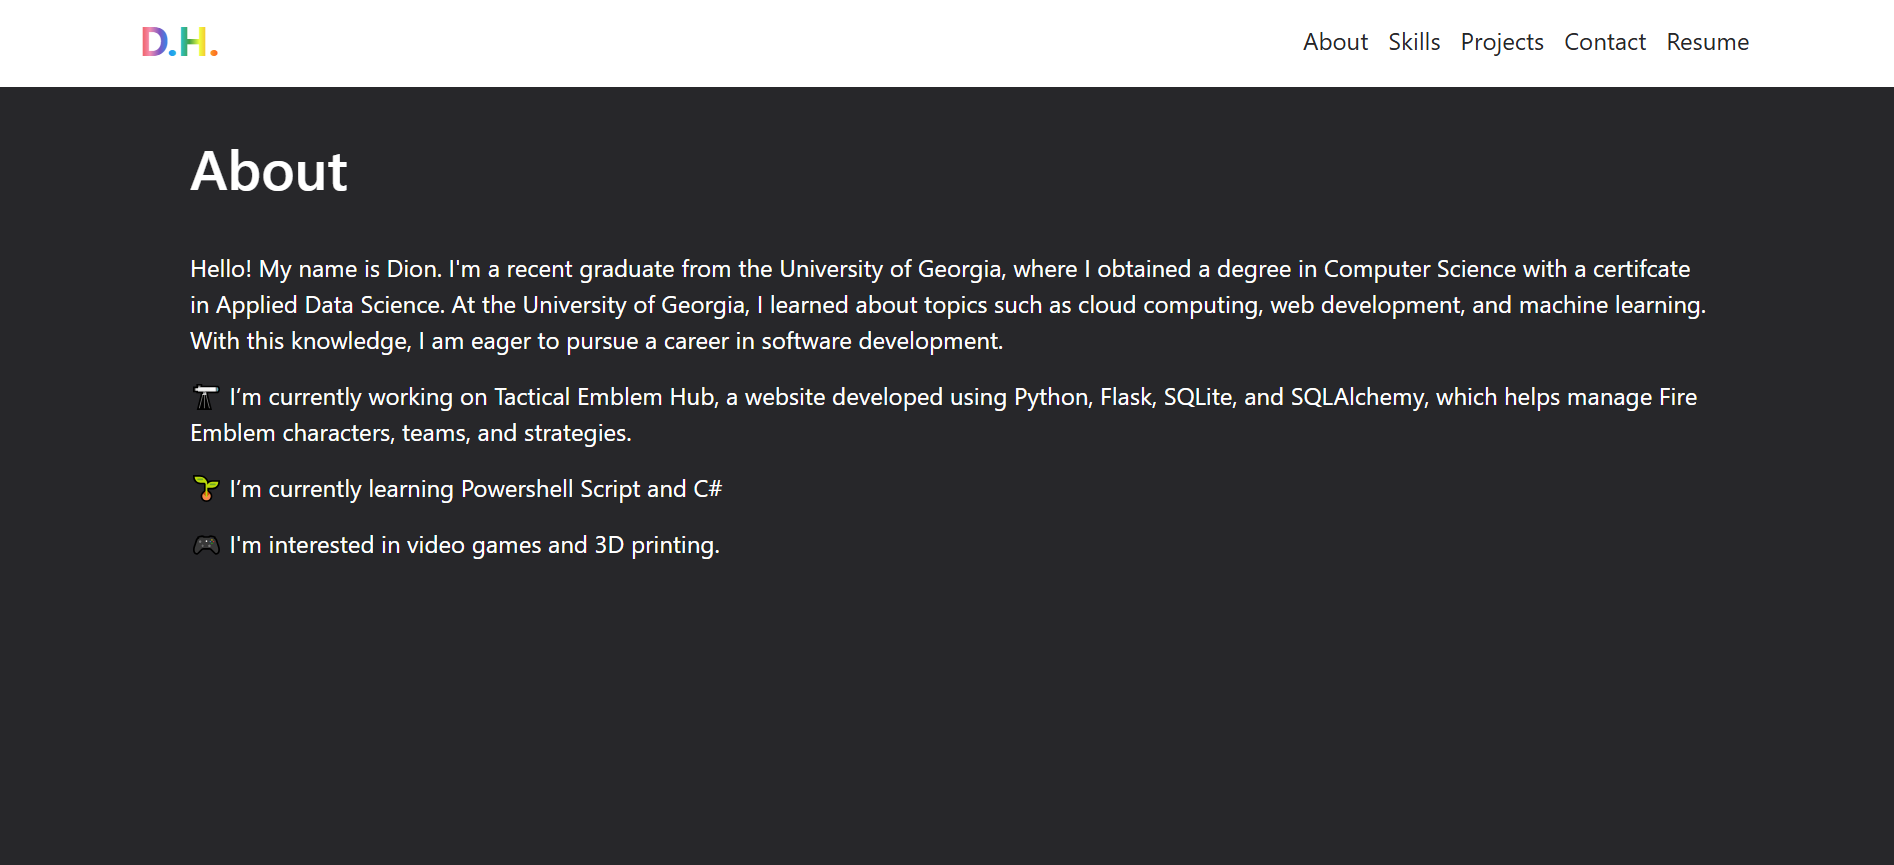 D.H.
About Skills Projects Contact Resume
About
Hello! My name is Dion. I'm a recent graduate from the University of Georgia, where I obtained a degree in Computer Science with a certifcate
in Applied Data Science. At the University of Georgia, I learned about topics such as cloud computing, web development, and machine learning.
With this knowledge, I am eager to pursue a career in software development.
I’m currently working on Tactical Emblem Hub, a website developed using Python, Flask, SQLite, and SQLAlchemy, which helps manage Fire
Emblem characters, teams, and strategies.
I’m currently learning Powershell Script and C#
I'm interested in video games and 3D printing.